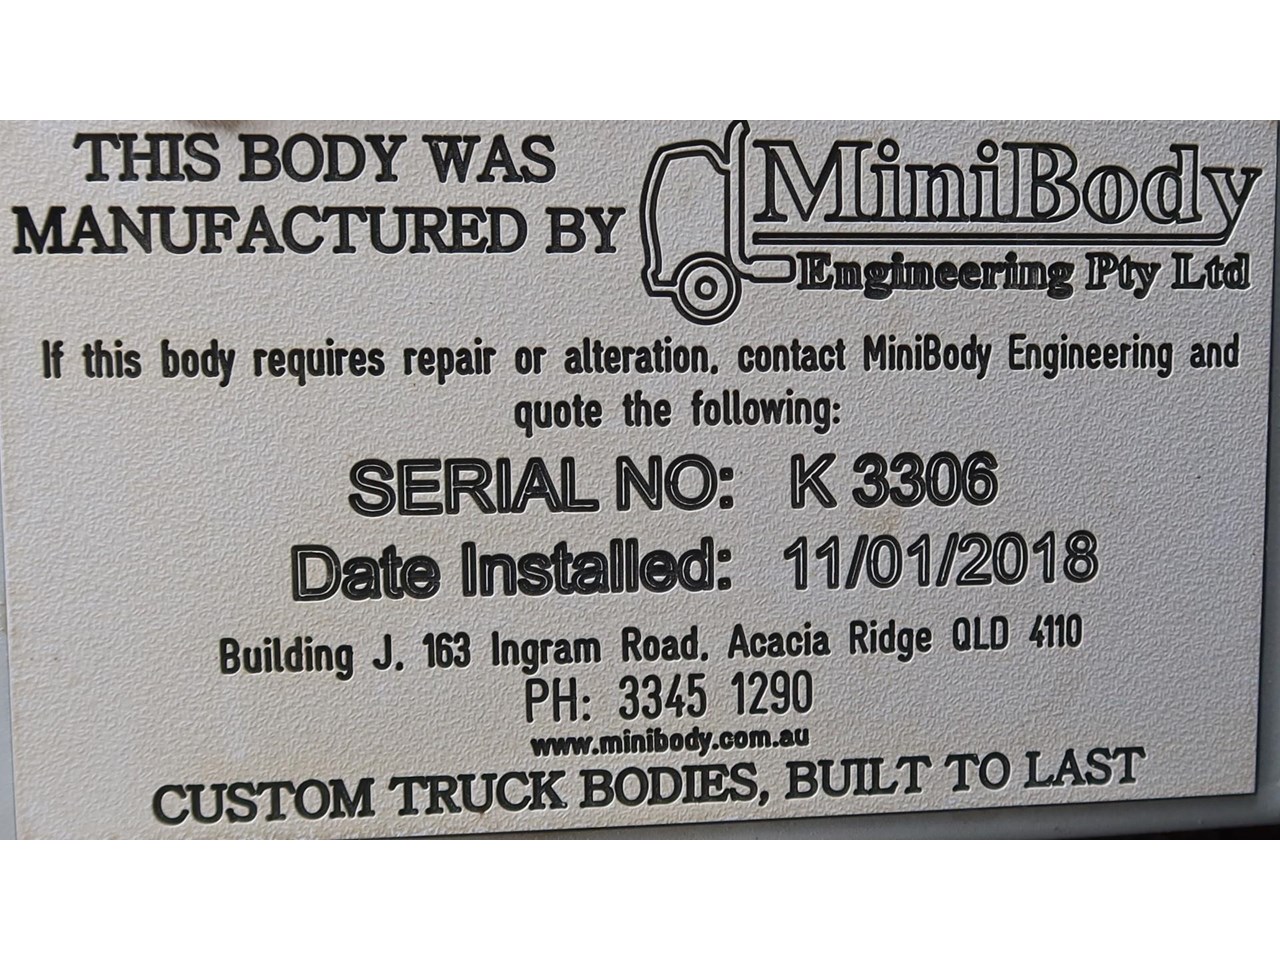 THIS BODY WAS
MANUFACTURED BY
MiniBody
Engineering Pty Ltd
If this body requires repair or alteration, contact MiniBody Engineering and
quote the following:
SERIAL NO: K 3306
Date Installed: 11/01/2018
Building J, 163 Ingram Road, Acacia Ridge QLD 4110
PH: 3345 1290
www.minibody.com.au
CUSTOM TRUCK BODIES, BUILT TO LAST